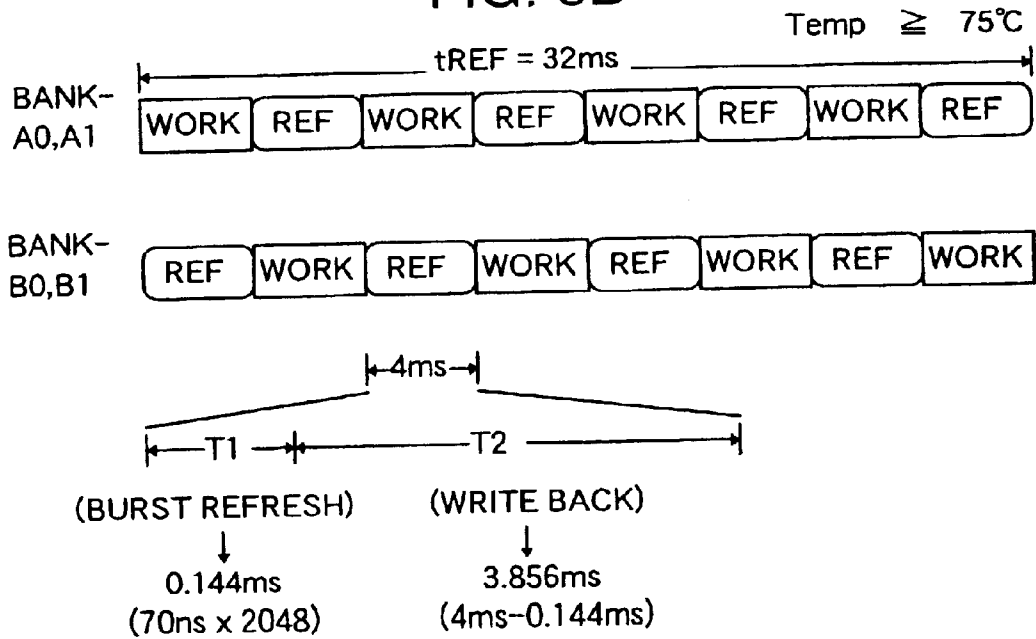 Temp ≧ 75℃
tREF = 32ms
BANK-
A0,A1
WORK REF WORK REF WORK REF WORK REF
BANK-
B0,B1
REF WORK REF WORK REF WORK REF WORK
4ms
T1 T2
(BURST REFRESH) (WRITE BACK)
0.144ms 3.856ms
(70ns x 2048) (4ms-0.144ms)